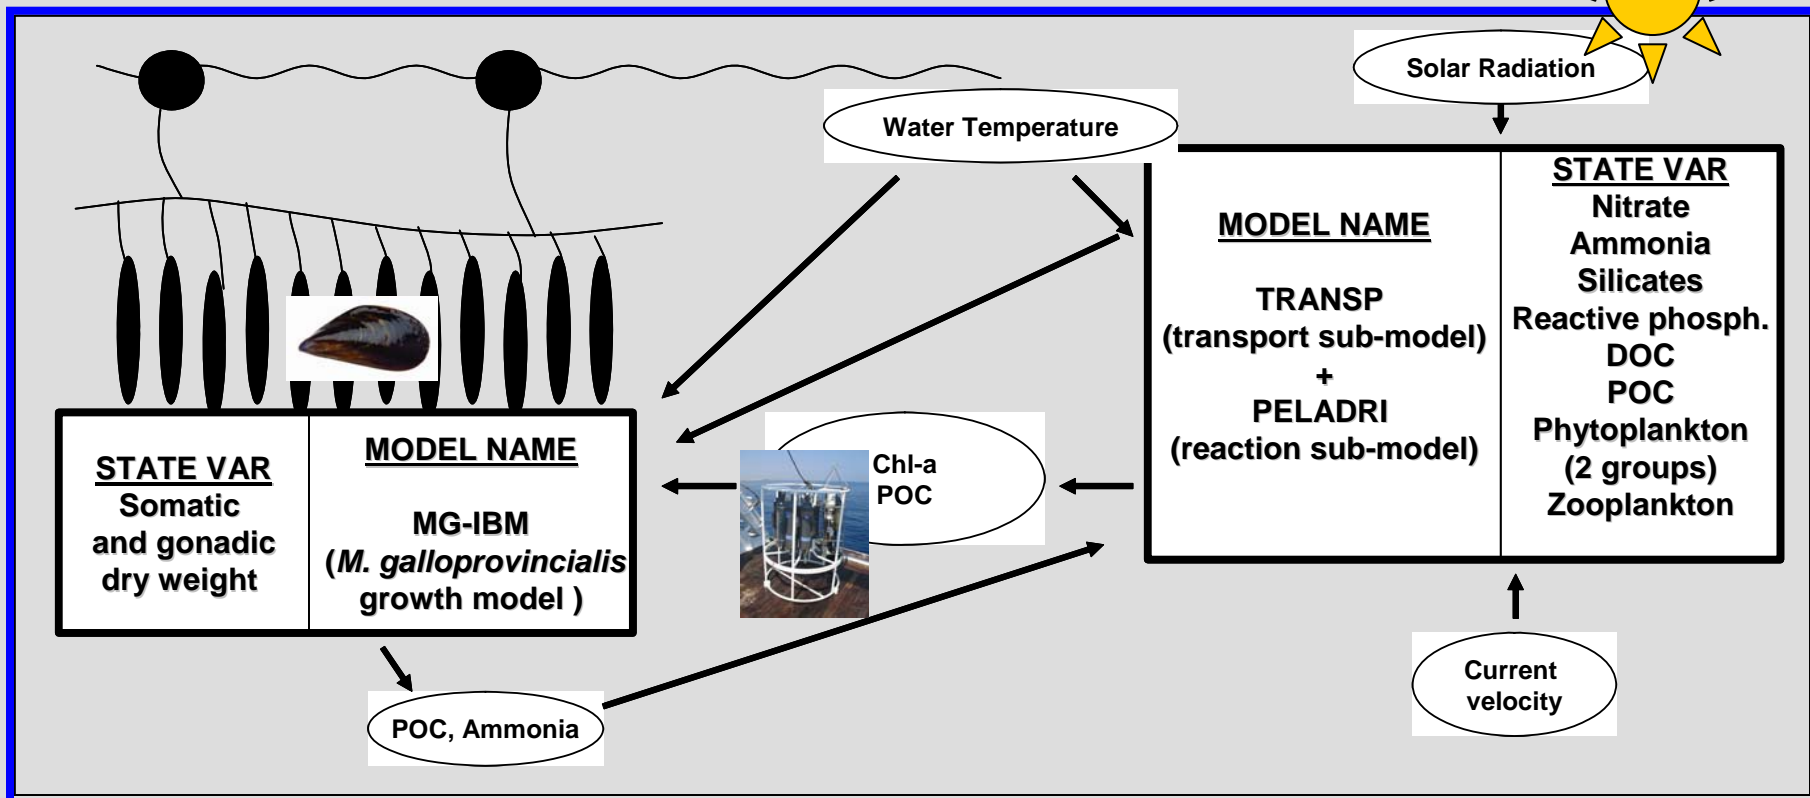 Solar Radiation
Water Temperature
MODEL NAME
TRANSP
(transport sub-model)
+
PELADRI
(reaction sub-model)
STATE VAR
Nitrate
Ammonia
Silicates
Reactive phosph.
DOC
POC
Phytoplankton
(2 groups)
Zooplankton
STATE VAR
Somatic
and gonadic
dry weight
MODEL NAME
MG-IBM
(M. galloprovincialis
growth model )
Chl-a
POC
POC, Ammonia
Current
velocity